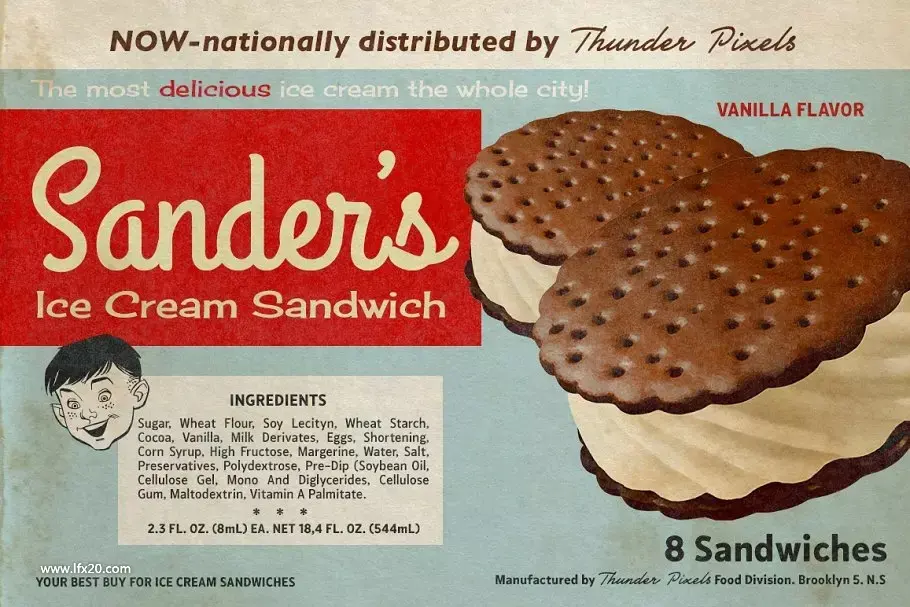 NOW-nationally distributed by Thunder Pixels
The most delicious ice cream the whole city!
VANILLA FLAVOR
Sander's
Ice Cream Sandwich
INGREDIENTS
Sugar, Wheat Flour, Soy Lecityn, Wheat Starch,
Cocoa, Vanilla, Milk Derivates, Eggs, Shortening,
Corn Syrup, High Fructose, Margerine, Water, Salt,
Preservatives, Polydextrose, Pre-Dip (Soybean Oil,
Cellulose Gel, Mono And Diglycerides, Cellulose
Gum, Maltodextrin, Vitamin A Palmitate.
* * *
2.3 FL. OZ. (8mL) EA. NET 18,4 FL. OZ. (544mL)
8 Sandwiches
www.lfx20.com
YOUR BEST BUY FOR ICE CREAM SANDWICHES
Manufactured by Thunder Pixels Food Division. Brooklyn 5. N.S